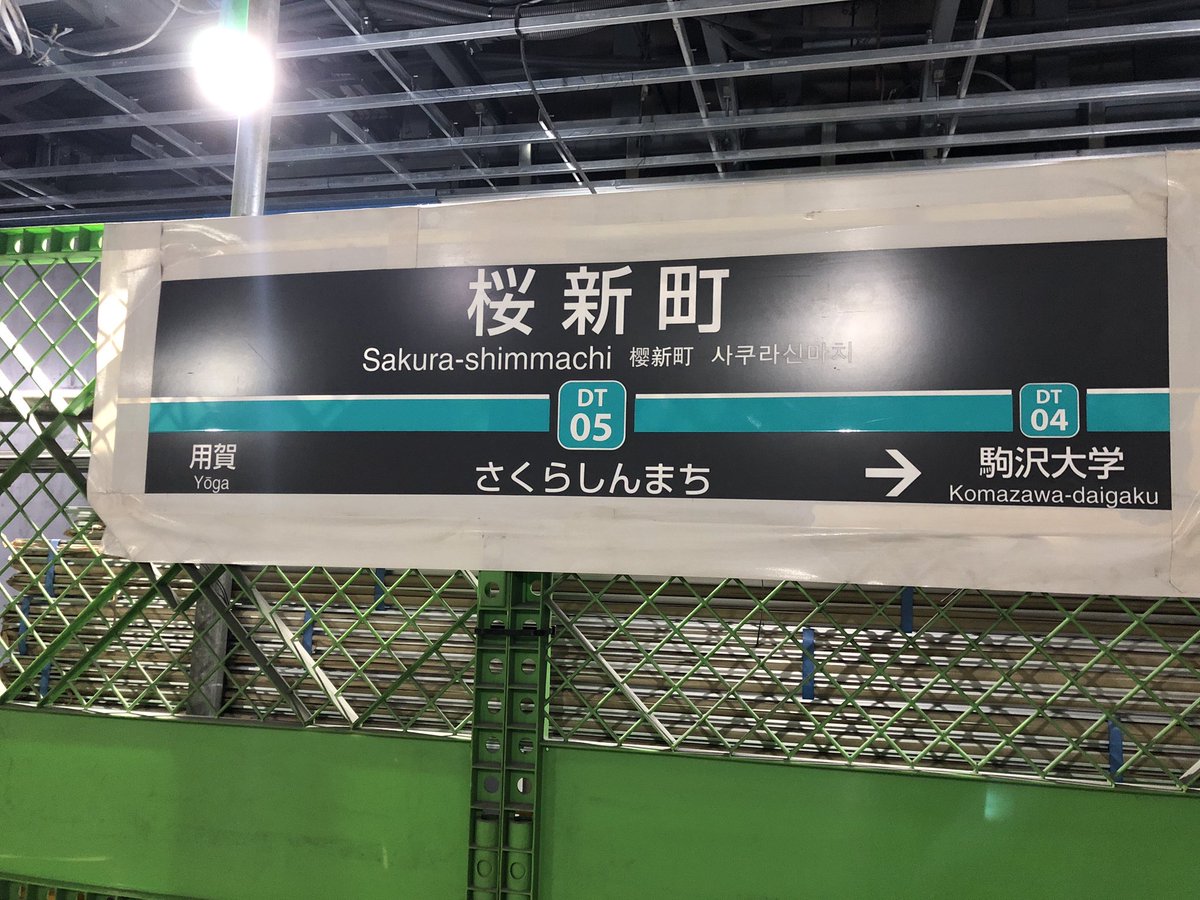 桜新町
Sakura-shimmachi 樱新町 사쿠라신마치
DT 05
DT 04
用賀
Yōga
さくらしんまち
→ 駒沢大学
Komazawa-daigaku